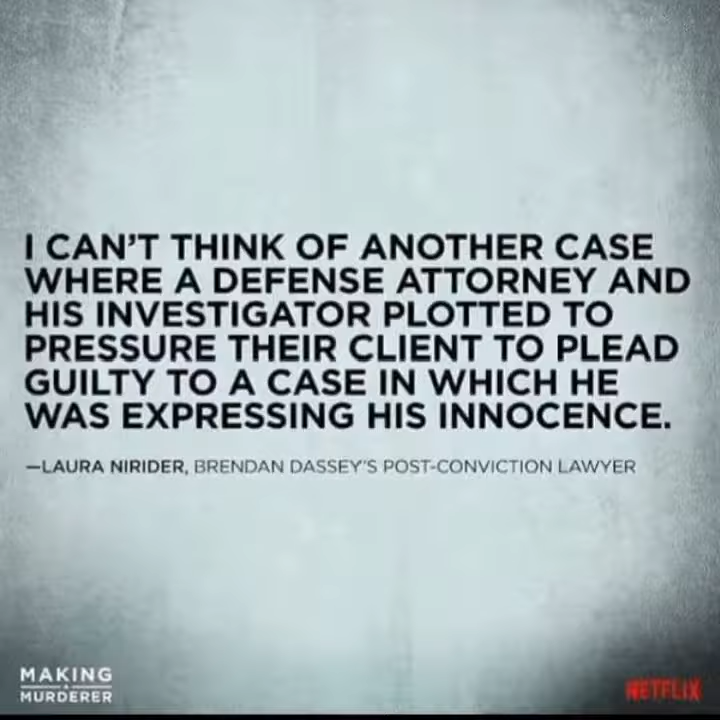 I CAN'T THINK OF ANOTHER CASE
WHERE A DEFENSE ATTORNEY AND
HIS INVESTIGATOR PLOTTED TO
PRESSURE THEIR CLIENT TO PLEAD
GUILTY TO A CASE IN WHICH HE
WAS EXPRESSING HIS INNOCENCE.
—LAURA NIRIDER, BRENDAN DASSEY'S POST-CONVICTION LAWYER
MAKING
A
MURDERER
NETFLIX